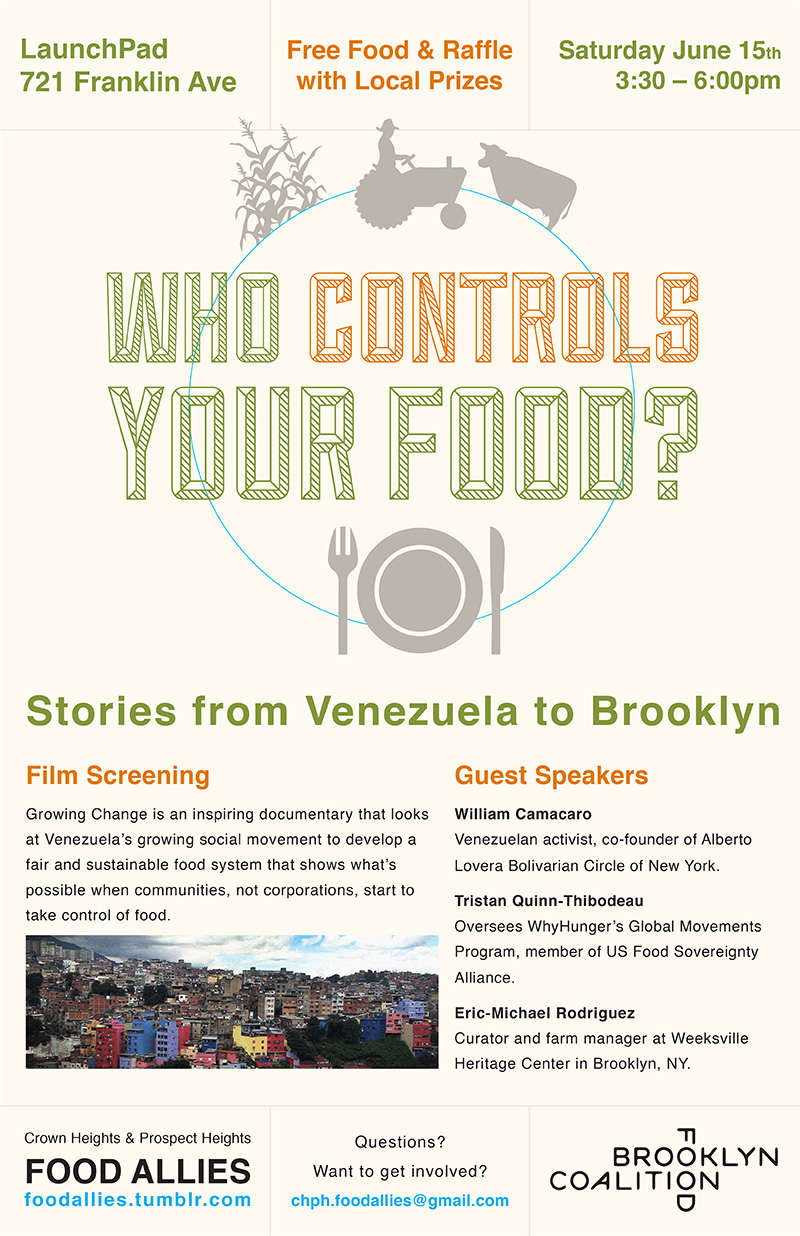 LaunchPad
721 Franklin Ave
Free Food & Raffle
with Local Prizes
Saturday June 15th
3:30 – 6:00pm
WHO CONTROLS
YOUR FOOD?
Stories from Venezuela to Brooklyn
Film Screening
Growing Change is an inspiring documentary that looks
at Venezuela’s growing social movement to develop a
fair and sustainable food system that shows what’s
possible when communities, not corporations, start to
take control of food.
Guest Speakers
William Camacaro
Venezuelan activist, co-founder of Alberto
Lovera Bolivarian Circle of New York.
Tristan Quinn-Thibodeau
Oversees WhyHunger’s Global Movements
Program, member of US Food Sovereignty
Alliance.
Eric-Michael Rodriguez
Curator and farm manager at Weeksville
Heritage Center in Brooklyn, NY.
Crown Heights & Prospect Heights
FOOD ALLIES
foodallies.tumblr.com
Questions?
Want to get involved?
chph.foodallies@gmail.com
BROOKLYN
FOOD
COALITION